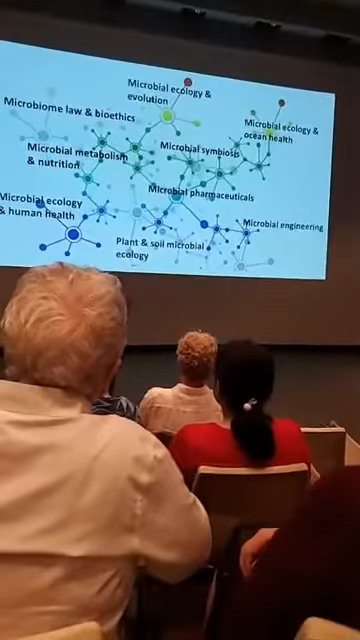 Microbial ecology &
evolution
Microbiome law & bioethics
Microbial ecology &
ocean health
Microbial metabolism
& nutrition
Microbial symbiosis
Microbial pharmaceuticals
Microbial ecology
& human health
Microbial engineering
Plant & soil microbial
ecology